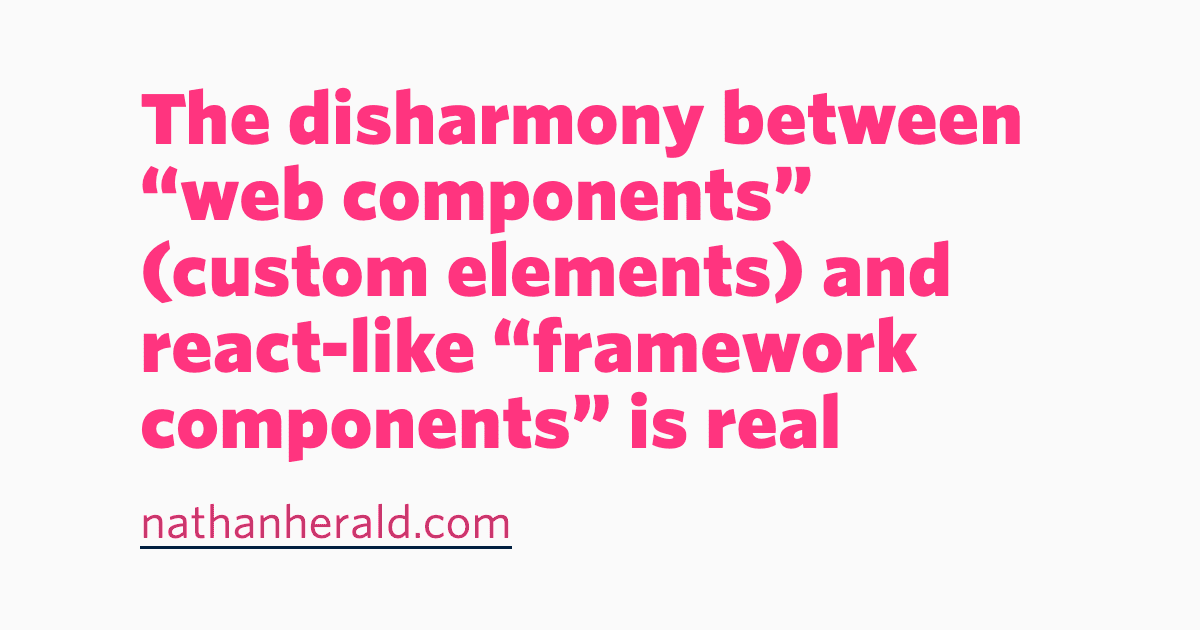 The disharmony between
“web components”
(custom elements) and
react-like “framework
components” is real
nathanherald.com